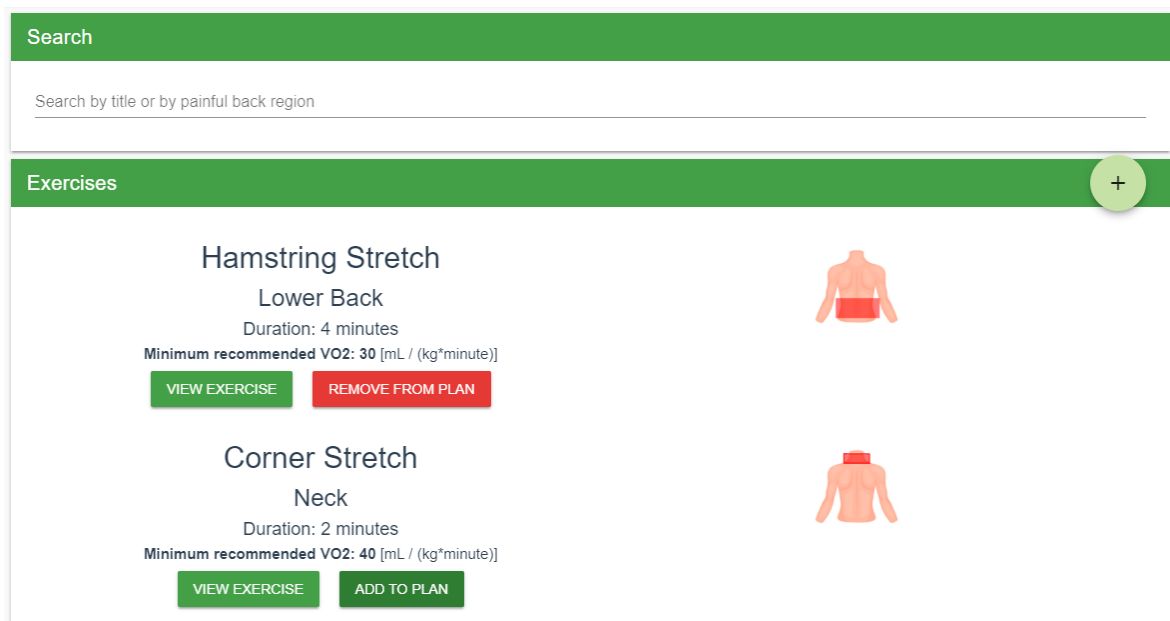 Search
Search by title or by painful back region
Exercises
+
Hamstring Stretch
Lower Back
Duration: 4 minutes
Minimum recommended VO2: 30 [mL / (kg*minute)]
VIEW EXERCISE REMOVE FROM PLAN
Corner Stretch
Neck
Duration: 2 minutes
Minimum recommended VO2: 40 [mL / (kg*minute)]
VIEW EXERCISE ADD TO PLAN